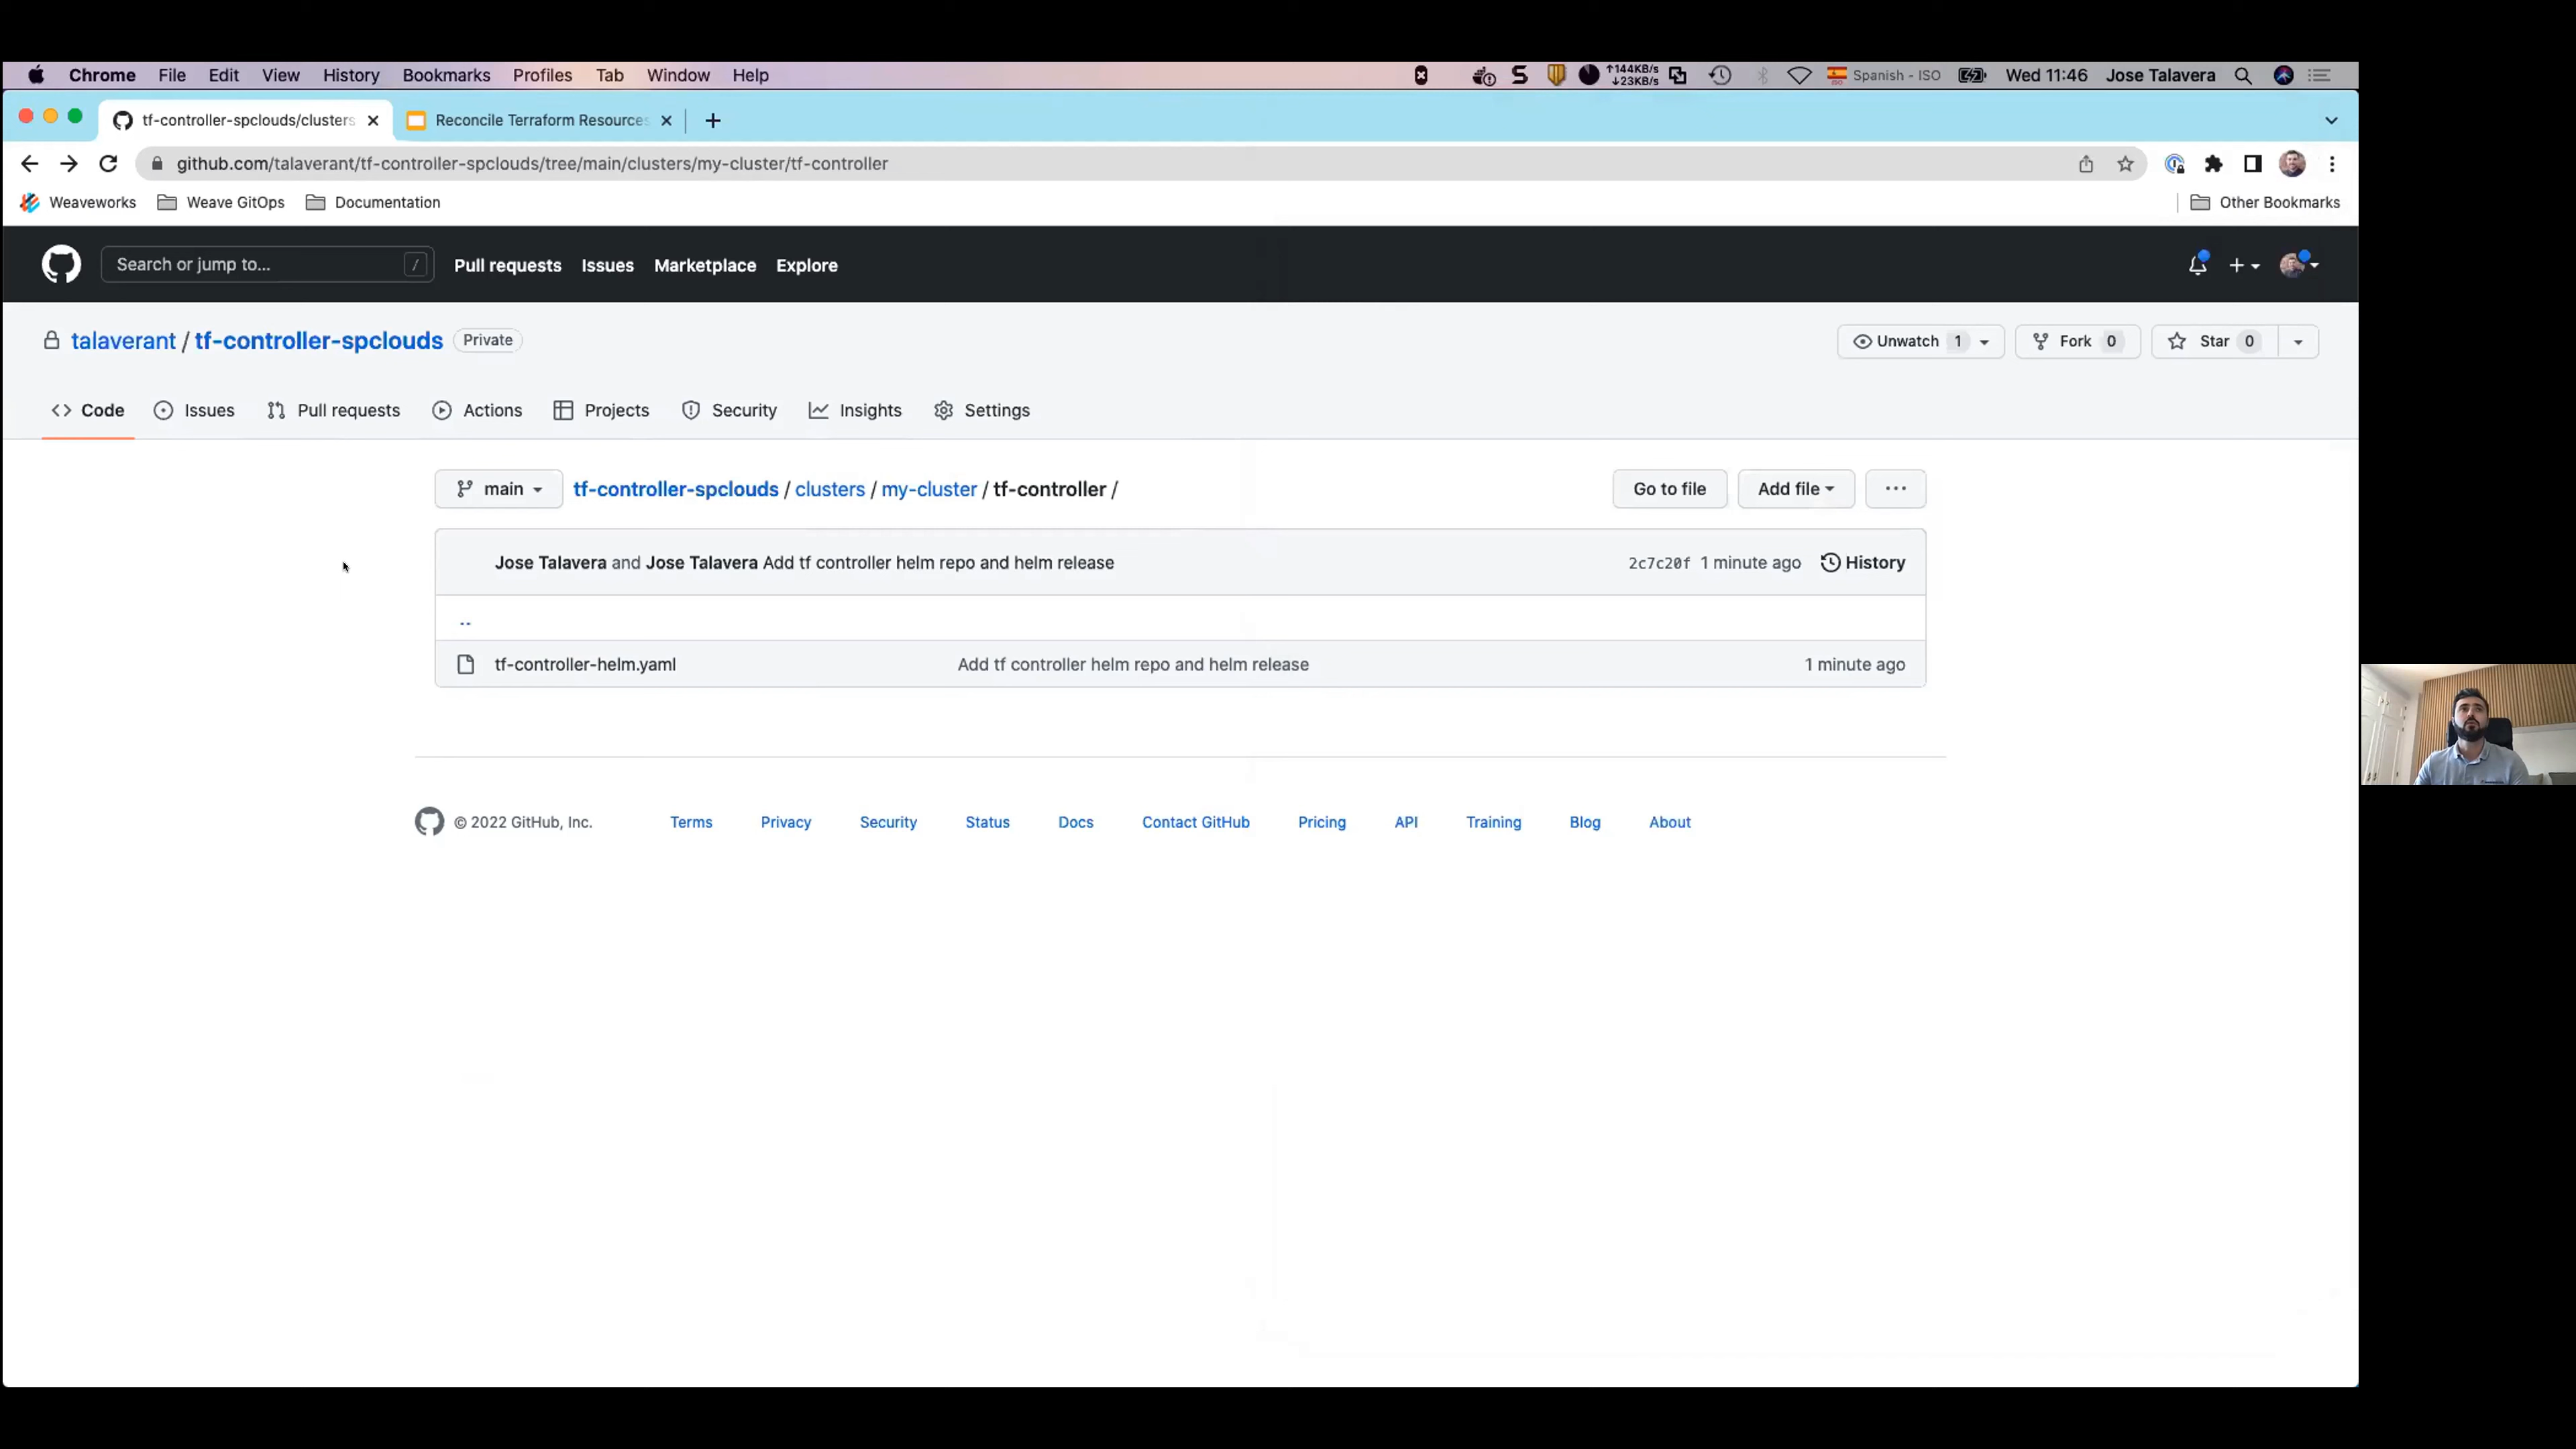 Chrome File Edit View History Bookmarks Profiles Tab Window Help
↑144KB/s
↓23KB/s
Spanish - ISO
Wed 11:46 Jose Talavera
tf-controller-spclouds/clusters
Reconcile Terraform Resources
github.com/talaverant/tf-controller-spclouds/tree/main/clusters/my-cluster/tf-controller
Weaveworks Weave GitOps Documentation Other Bookmarks
Search or jump to... / Pull requests Issues Marketplace Explore
talaverant / tf-controller-spclouds Private Unwatch 1 Fork 0 Star 0
Code Issues Pull requests Actions Projects Security Insights Settings
main tf-controller-spclouds / clusters / my-cluster / tf-controller / Go to file Add file ...
Jose Talavera and Jose Talavera Add tf controller helm repo and helm release 2c7c20f 1 minute ago History
..
tf-controller-helm.yaml Add tf controller helm repo and helm release 1 minute ago
© 2022 GitHub, Inc. Terms Privacy Security Status Docs Contact GitHub Pricing API Training Blog About